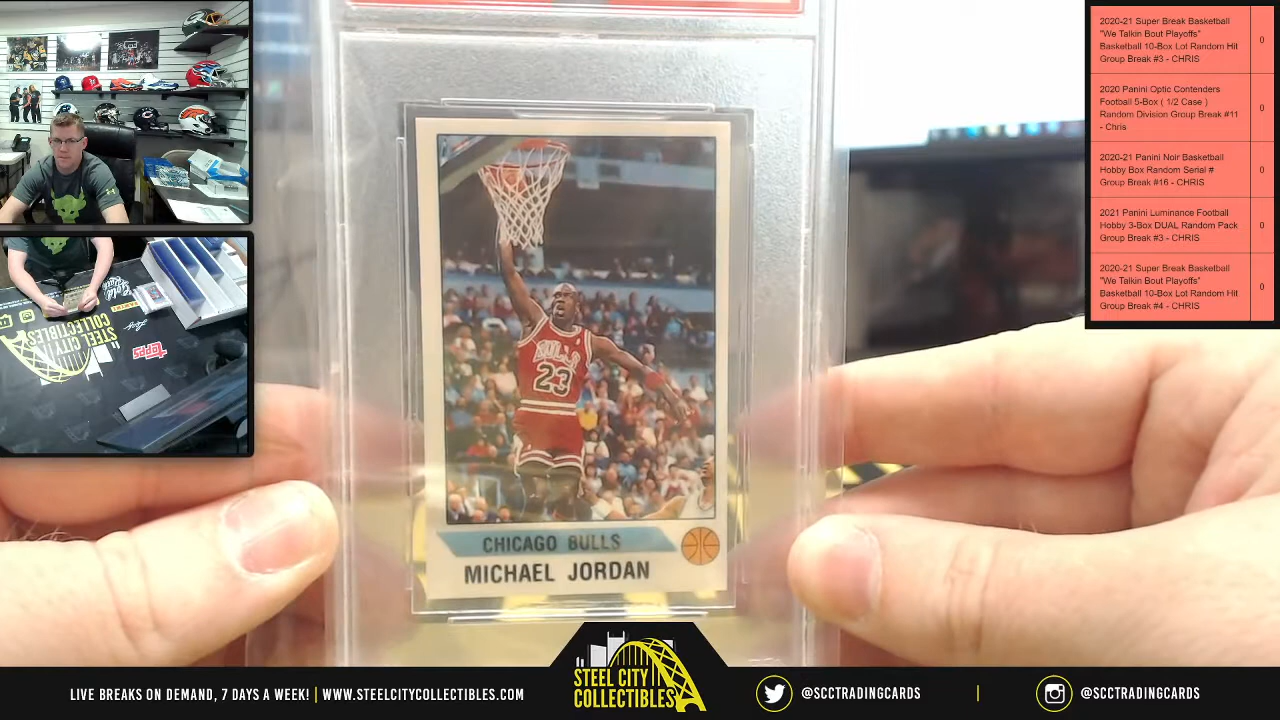 2020-21 Super Break Basketball
"We Talkin Bout Playoffs"
Basketball 10-Box Lot Random Hit
Group Break #3 - CHRIS
0
2020 Panini Optic Contenders
Football 5-Box ( 1/2 Case )
Random Division Group Break #11
- Chris
0
2020-21 Panini Noir Basketball
Hobby Box Random Serial #
Group Break #16 - CHRIS
0
2021 Panini Luminance Football
Hobby 3-Box DUAL Random Pack
Group Break #3 - CHRIS
0
2020-21 Super Break Basketball
"We Talkin Bout Playoffs"
Basketball 10-Box Lot Random Hit
Group Break #4 - CHRIS
0
BULLS
23
CHICAGO BULLS
MICHAEL JORDAN
STEEL CITY
COLLECTIBLES
Topps
LIVE BREAKS ON DEMAND, 7 DAYS A WEEK! | WWW.STEELCITYCOLLECTIBLES.COM
STEEL CITY
COLLECTIBLES
@SCCTRADINGCARDS
@SCCTRADINGCARDS